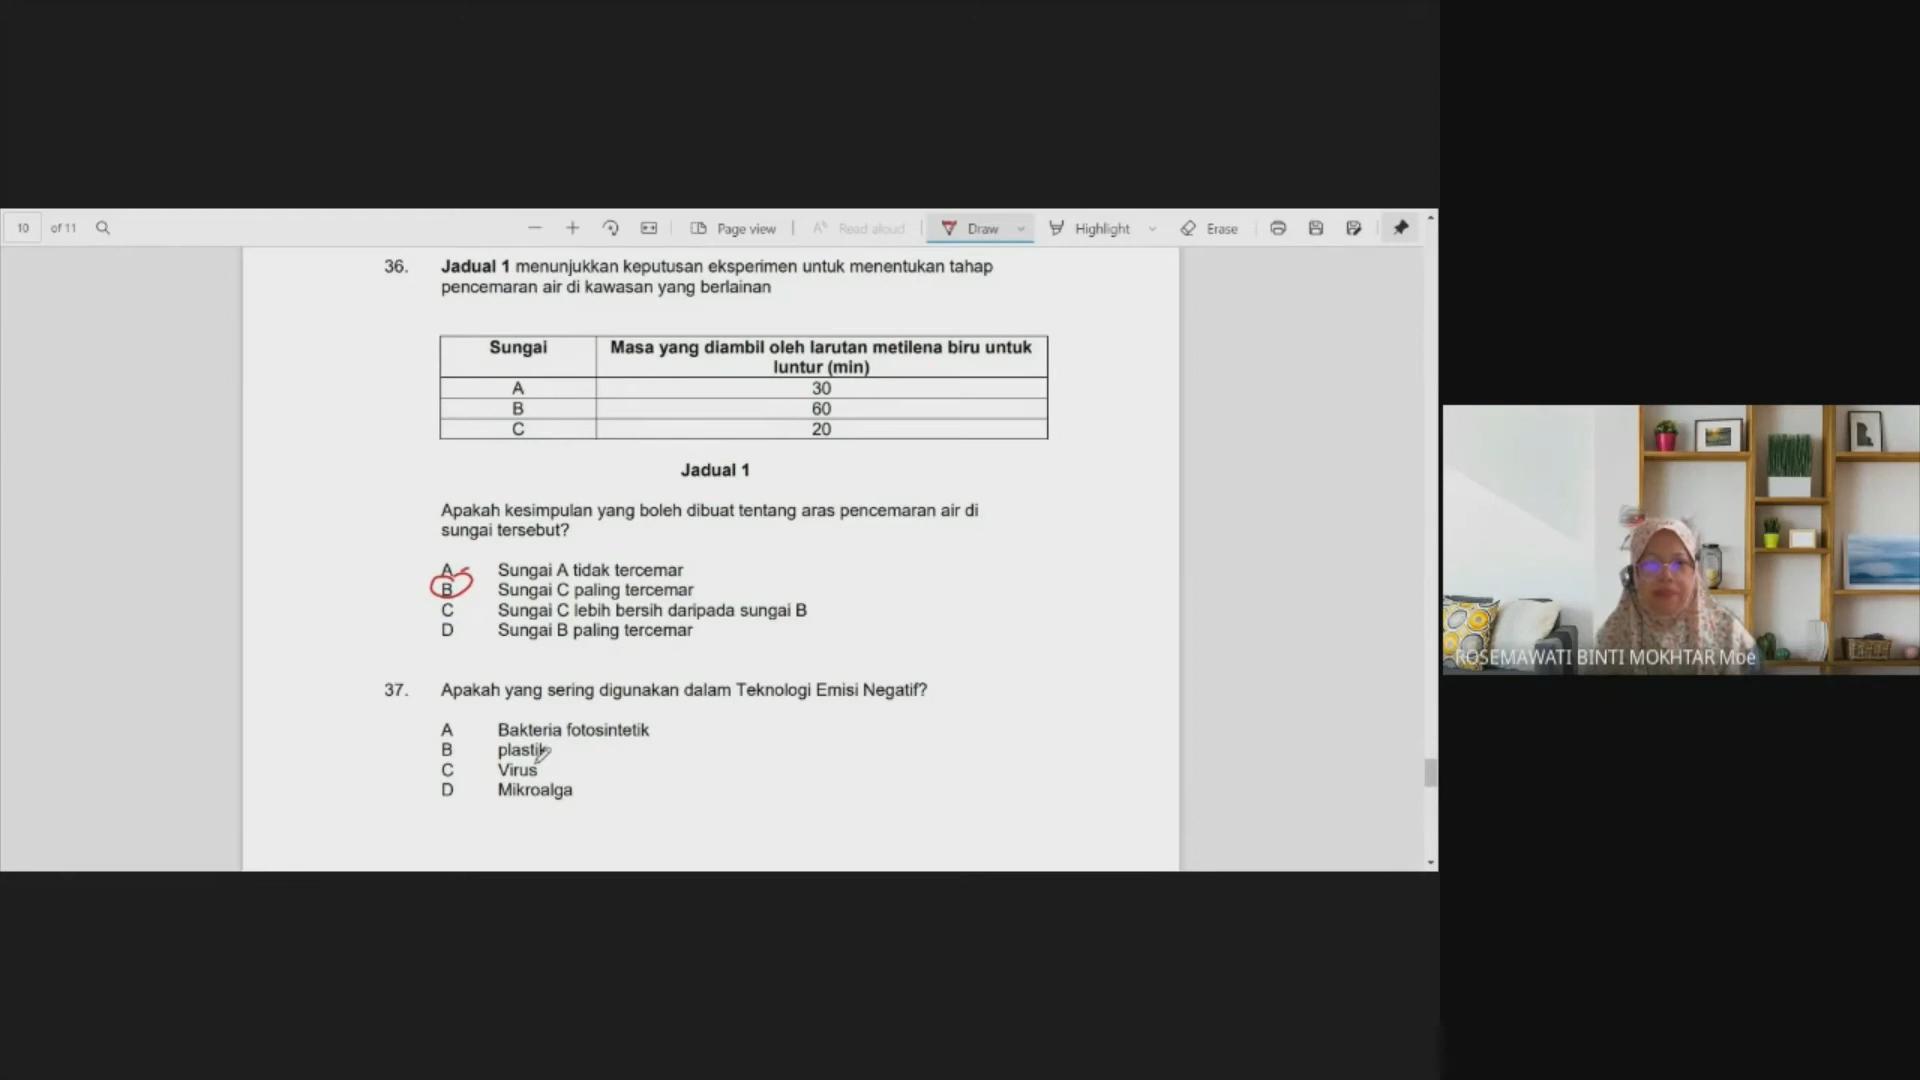 10 of 11 Page view Read aloud Draw Highlight Erase
36. Jadual 1 menunjukkan keputusan eksperimen untuk menentukan tahap
pencemaran air di kawasan yang berlainan
Sungai Masa yang diambil oleh larutan metilena biru untuk
luntur (min)
A 30
B 60
C 20
Jadual 1
Apakah kesimpulan yang boleh dibuat tentang aras pencemaran air di
sungai tersebut?
A Sungai A tidak tercemar
B Sungai C paling tercemar
C Sungai C lebih bersih daripada sungai B
D Sungai B paling tercemar
37. Apakah yang sering digunakan dalam Teknologi Emisi Negatif?
A Bakteria fotosintetik
B plastik
C Virus
D Mikroalga
ROSEMAWATI BINTI MOKHTAR Moe